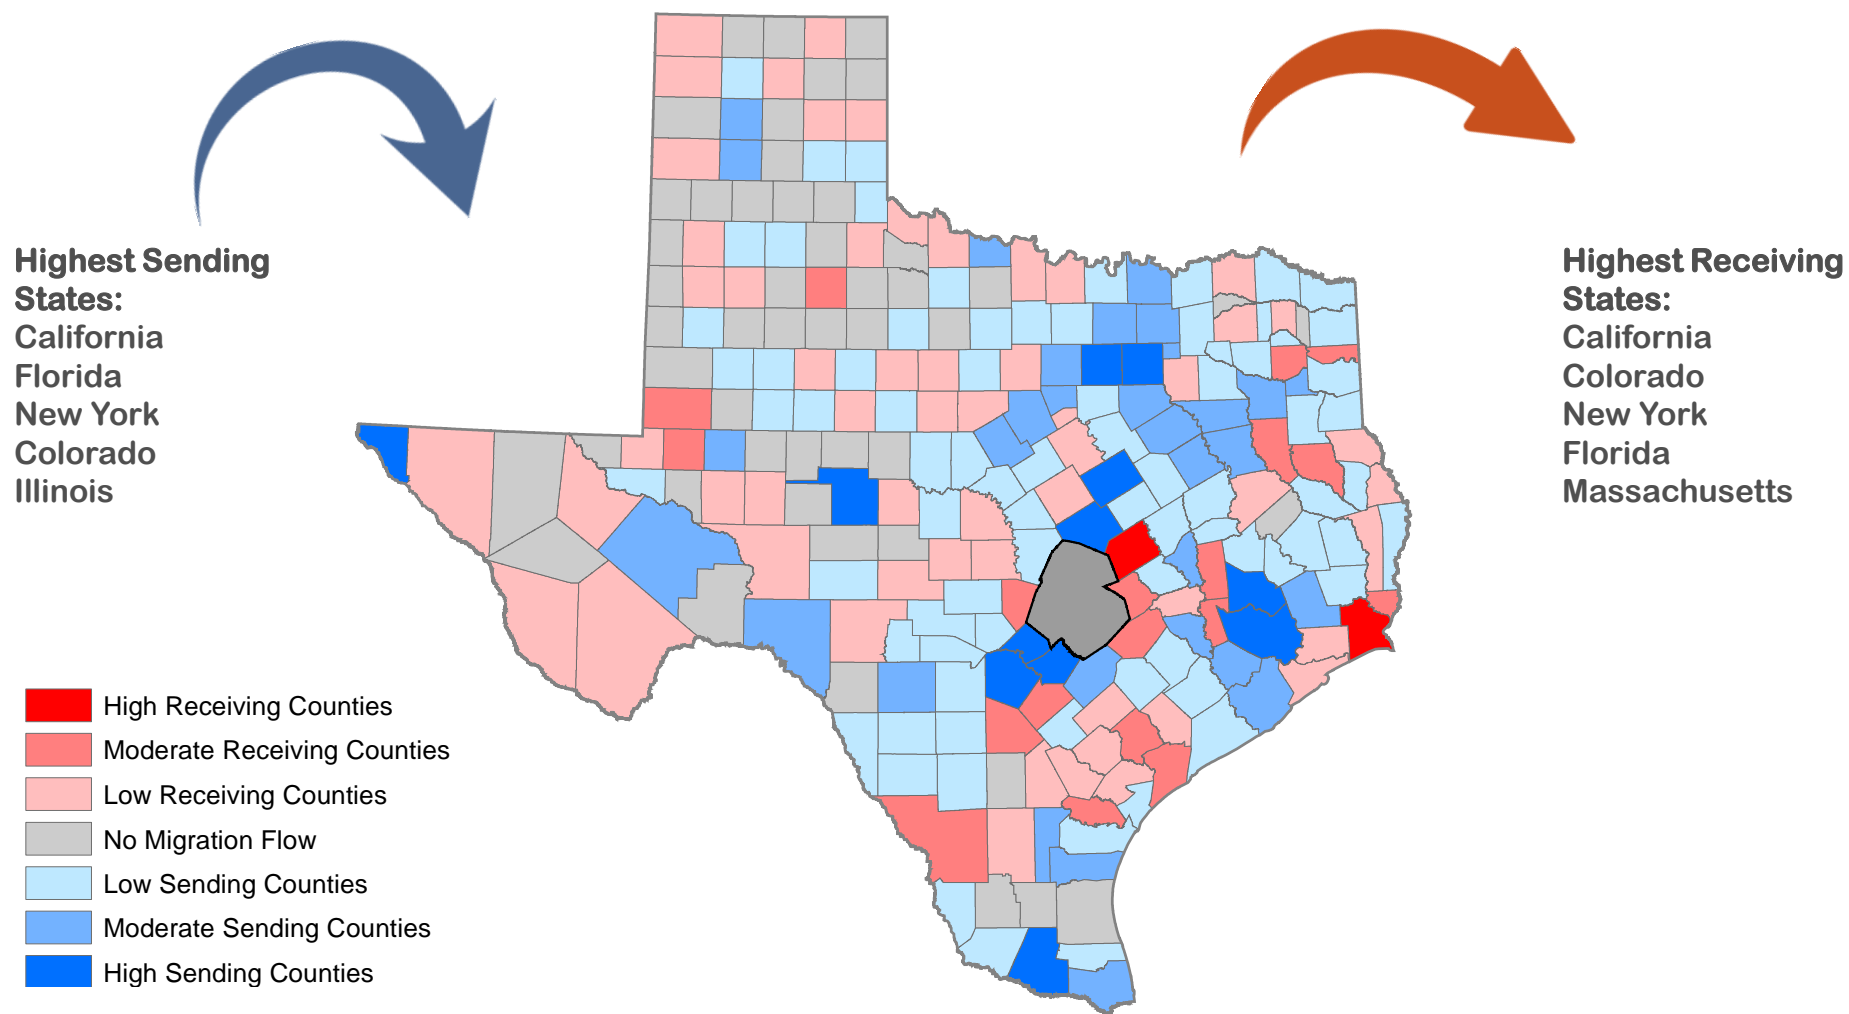 Highest Sending
States:
California
Florida
New York
Colorado
Illinois
Highest Receiving
States:
California
Colorado
New York
Florida
Massachusetts
High Receiving Counties
Moderate Receiving Counties
Low Receiving Counties
No Migration Flow
Low Sending Counties
Moderate Sending Counties
High Sending Counties